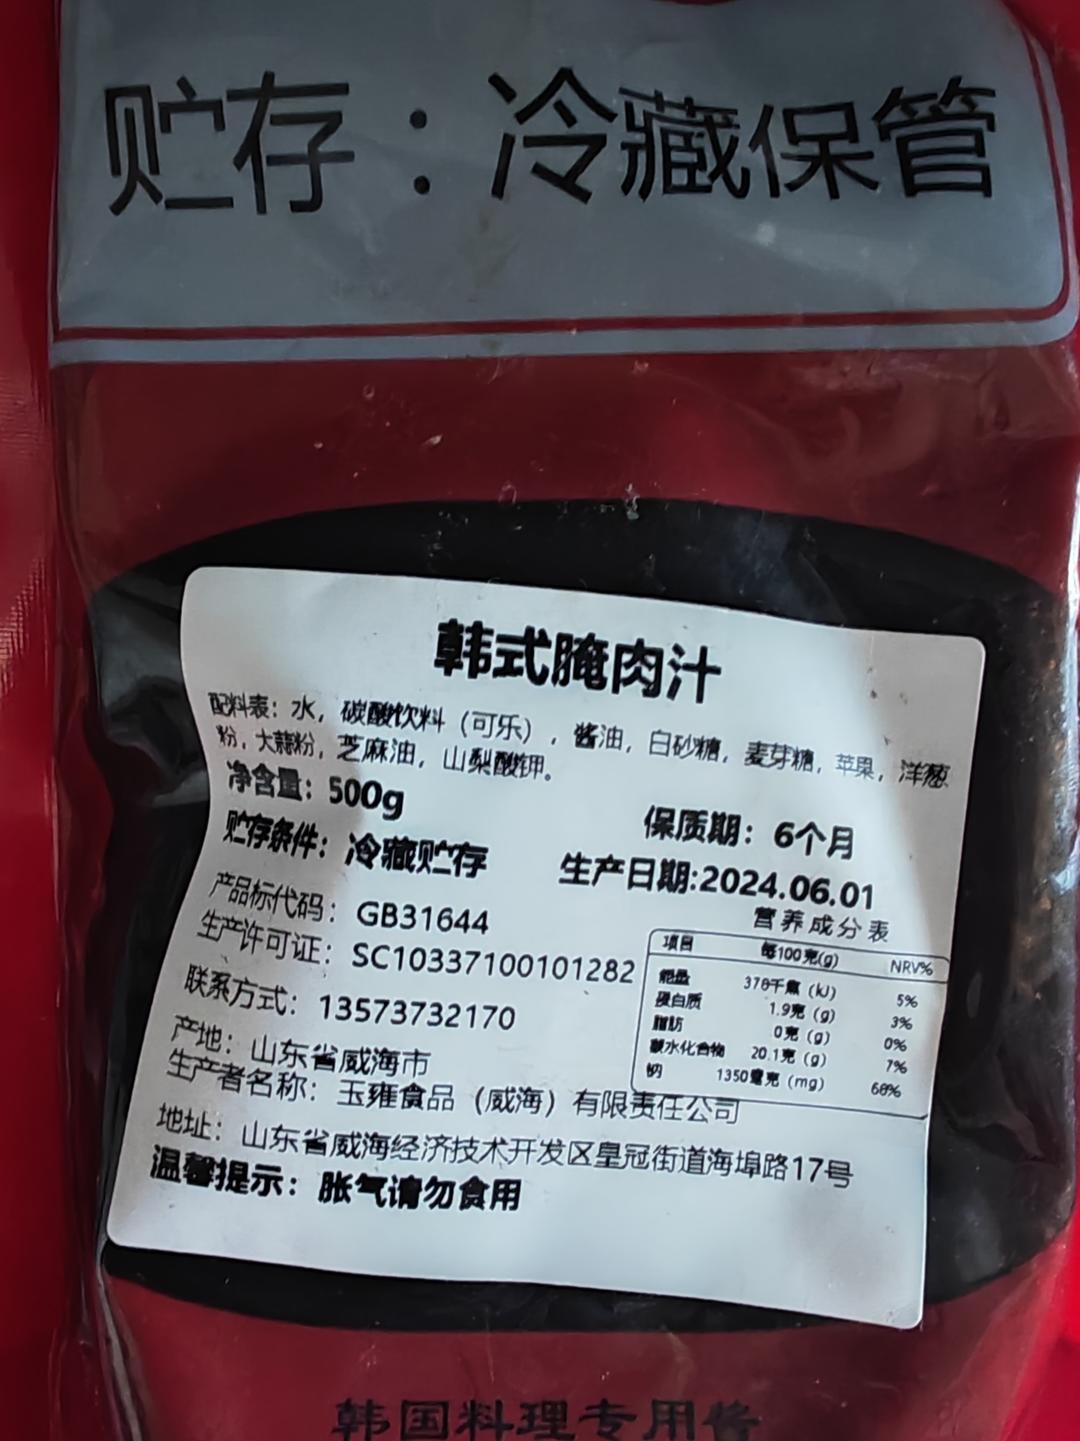 贮存：冷藏保管
韩式腌肉汁
配料表：水，碳酸饮料（可乐），酱油，白砂糖，麦芽糖，苹果，洋葱
粉，大蒜粉，芝麻油，山梨酸钾。
净含量：500g
保质期：6个月
贮存条件：冷藏贮存
生产日期:2024.06.01
产品标代码：GB31644
生产许可证：SC10337100101282
联系方式：13573732170
产地：山东省威海市
生产者名称：玉雍食品（威海）有限责任公司
地址：山东省威海经济技术开发区皇冠街道海埠路17号
温馨提示：胀气请勿食用
营养成分表
项目 每100克(g) NRV%
能量 378千焦（kJ） 5%
蛋白质 1.9克（g） 3%
脂肪 0克（g） 0%
碳水化合物 20.1克（g） 7%
钠 1350毫克（mg） 68%
韩国料理专用酱